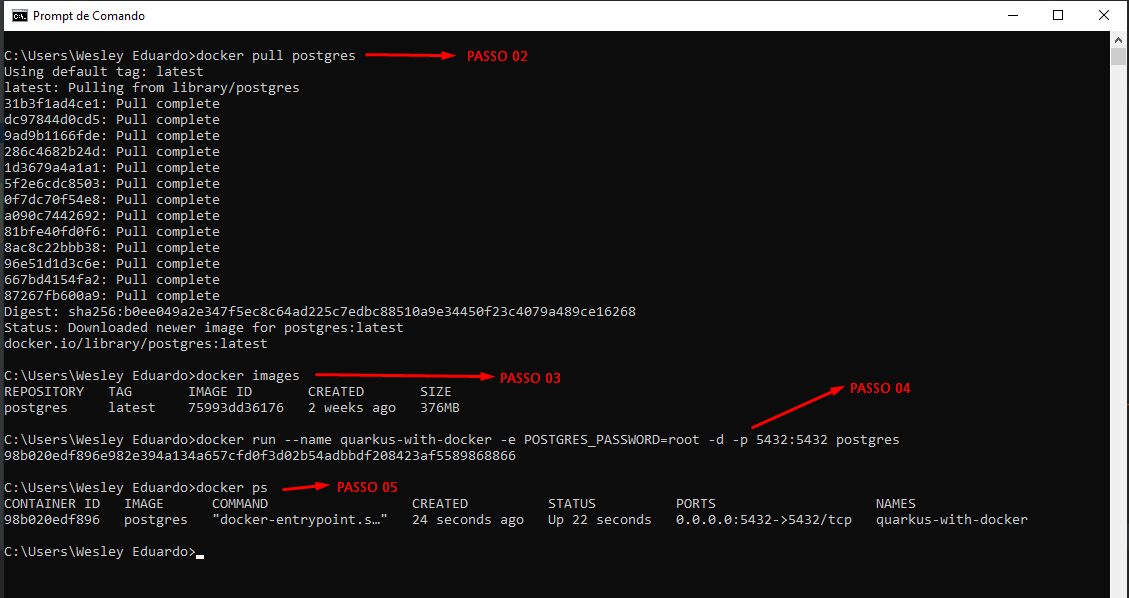 Prompt de Comando
C:\Users\Wesley Eduardo>docker pull postgres PASSO 02
Using default tag: latest
latest: Pulling from library/postgres
31b3f1ad4ce1: Pull complete
dc97844d0cd5: Pull complete
9ad9b1166fde: Pull complete
286c4682b24d: Pull complete
1d3679a4a1a1: Pull complete
5f2e6cdc8503: Pull complete
0f7dc70f54e8: Pull complete
a090c7442692: Pull complete
81bfe40fd0f6: Pull complete
8ac8c22bbb38: Pull complete
96e51d1d3c6e: Pull complete
667bd4154fa2: Pull complete
87267fb600a9: Pull complete
Digest: sha256:b0ee049a2e347f5ec8c64ad225c7edbc88510a9e34450f23c4079a489ce16268
Status: Downloaded newer image for postgres:latest
docker.io/library/postgres:latest
C:\Users\Wesley Eduardo>docker images PASSO 03
REPOSITORY TAG IMAGE ID CREATED SIZE
postgres latest 75993dd36176 2 weeks ago 376MB
PASSO 04
C:\Users\Wesley Eduardo>docker run --name quarkus-with-docker -e POSTGRES_PASSWORD=root -d -p 5432:5432 postgres
98b020edf896e982e394a134a657cfd0f3d02b54adbbdf208423af5589868866
C:\Users\Wesley Eduardo>docker ps PASSO 05
CONTAINER ID IMAGE COMMAND CREATED STATUS PORTS NAMES
98b020edf896 postgres "docker-entrypoint.s…" 24 seconds ago Up 22 seconds 0.0.0.0:5432->5432/tcp quarkus-with-docker
C:\Users\Wesley Eduardo>